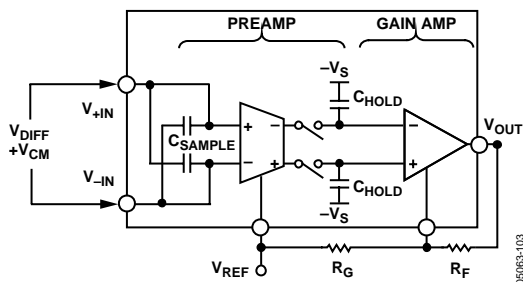 PREAMP
GAIN AMP
–VS
CHOLD
V+IN
VOUT
VDIFF
+VCM
CSAMPLE
+
–
–
+
–
+
V–IN
CHOLD
–VS
VREF
RG
RF
05063-103